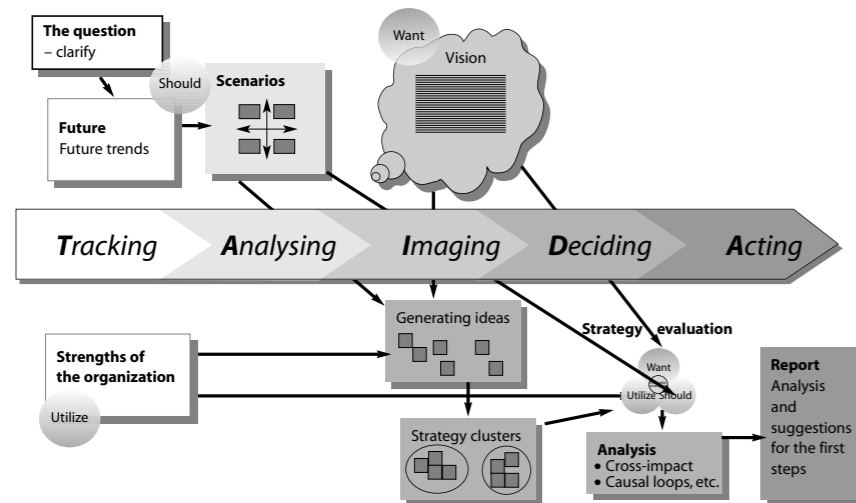 The question
– clarify
Should
Scenarios
Want
Vision
Future
Future trends
Tracking
Analysing
Imaging
Deciding
Acting
Generating ideas
Strategy evaluation
Strengths of
the organization
Utilize
Want
Utilize Should
Strategy clusters
Analysis
• Cross-impact
• Causal loops, etc.
Report
Analysis
and
suggestions
for the first
steps